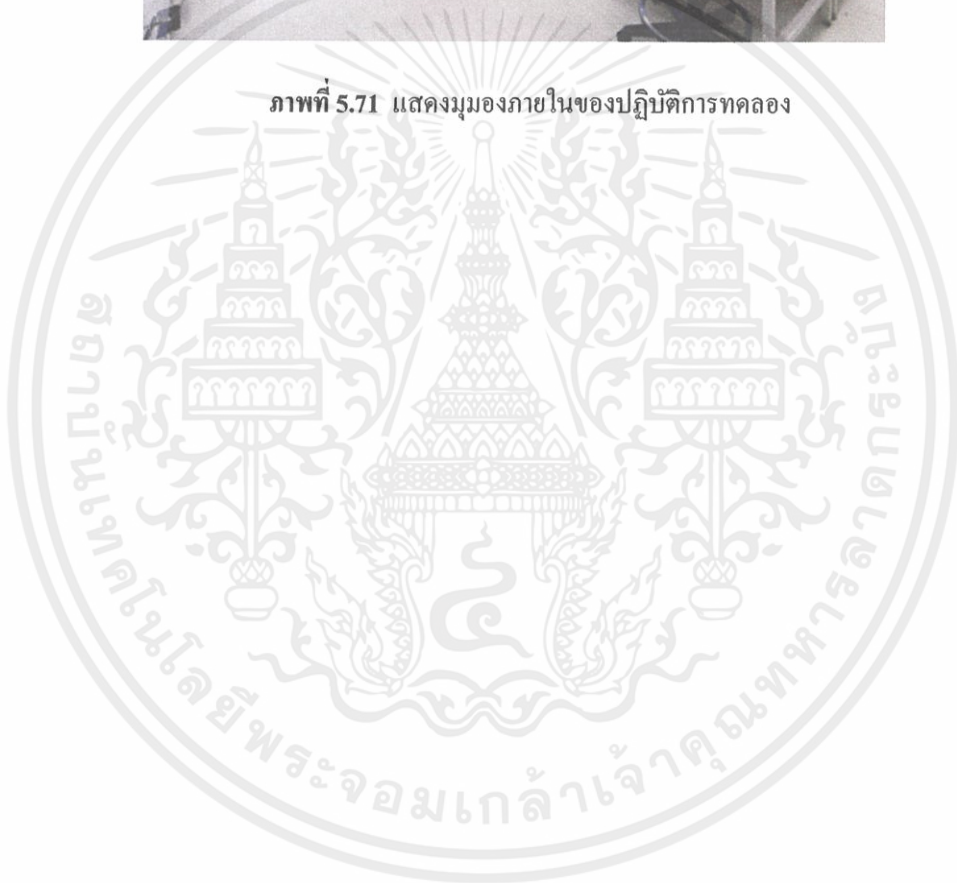 ภาพที่ 5.71 แสดงมุมองภายในของปฏิบัติการทดลอง
สถาบันเทคโนโลยีพระจอมเกล้าเจ้าคุณทหารลาดกระบัง
๔